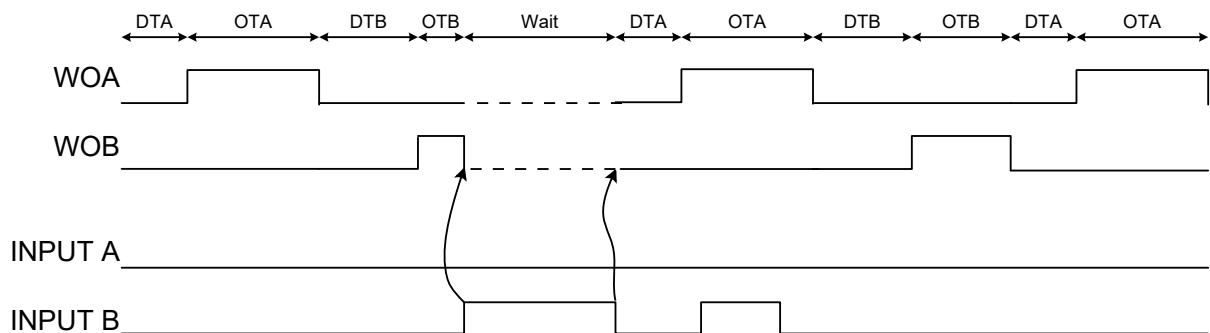 DTA OTA DTB OTB Wait DTA OTA DTB OTB DTA OTA
WOA
WOB
INPUT A
INPUT B